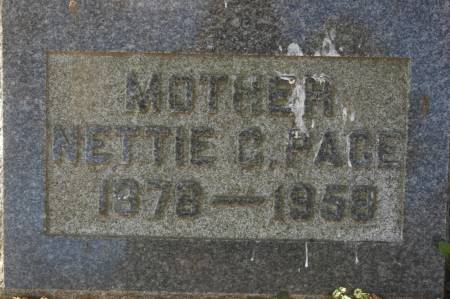 MOTHER
NETTIE C. PAGE
1878-1958